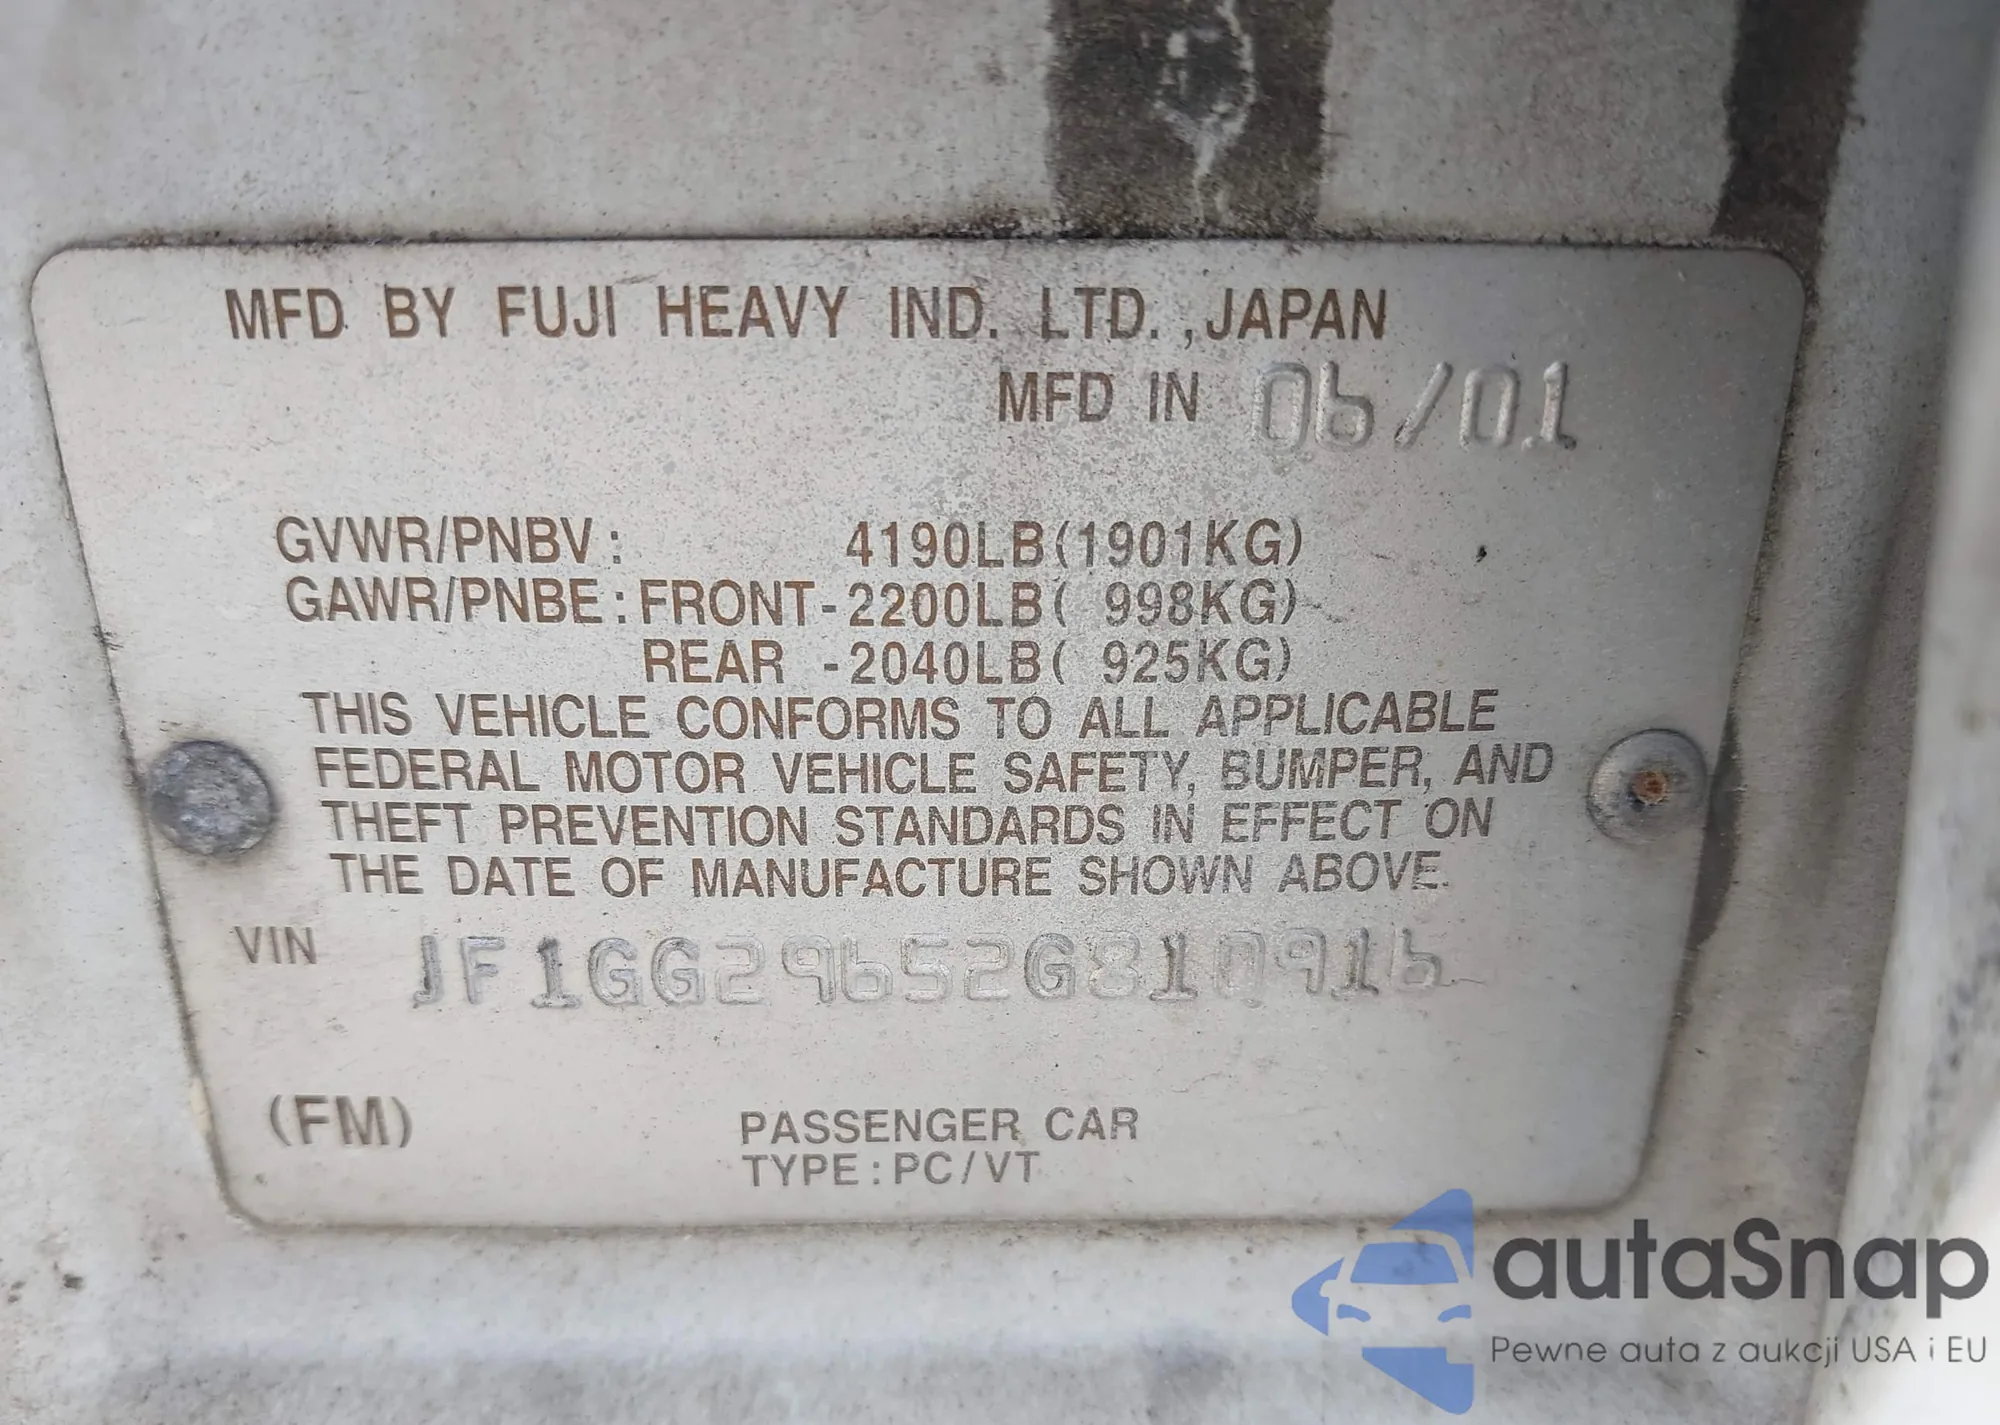 MFD BY FUJI HEAVY IND. LTD. ,JAPAN
MFD IN 06/01
GVWR/PNBV: 4190LB(1901KG)
GAWR/PNBE:FRONT-2200LB( 998KG)
REAR -2040LB( 925KG)
THIS VEHICLE CONFORMS TO ALL APPLICABLE
FEDERAL MOTOR VEHICLE SAFETY, BUMPER, AND
THEFT PREVENTION STANDARDS IN EFFECT ON
THE DATE OF MANUFACTURE SHOWN ABOVE.
VIN JF1GG29652G810916
(FM) PASSENGER CAR
TYPE:PC/VT
autaSnap
Pewne auta z aukcji USA i EU